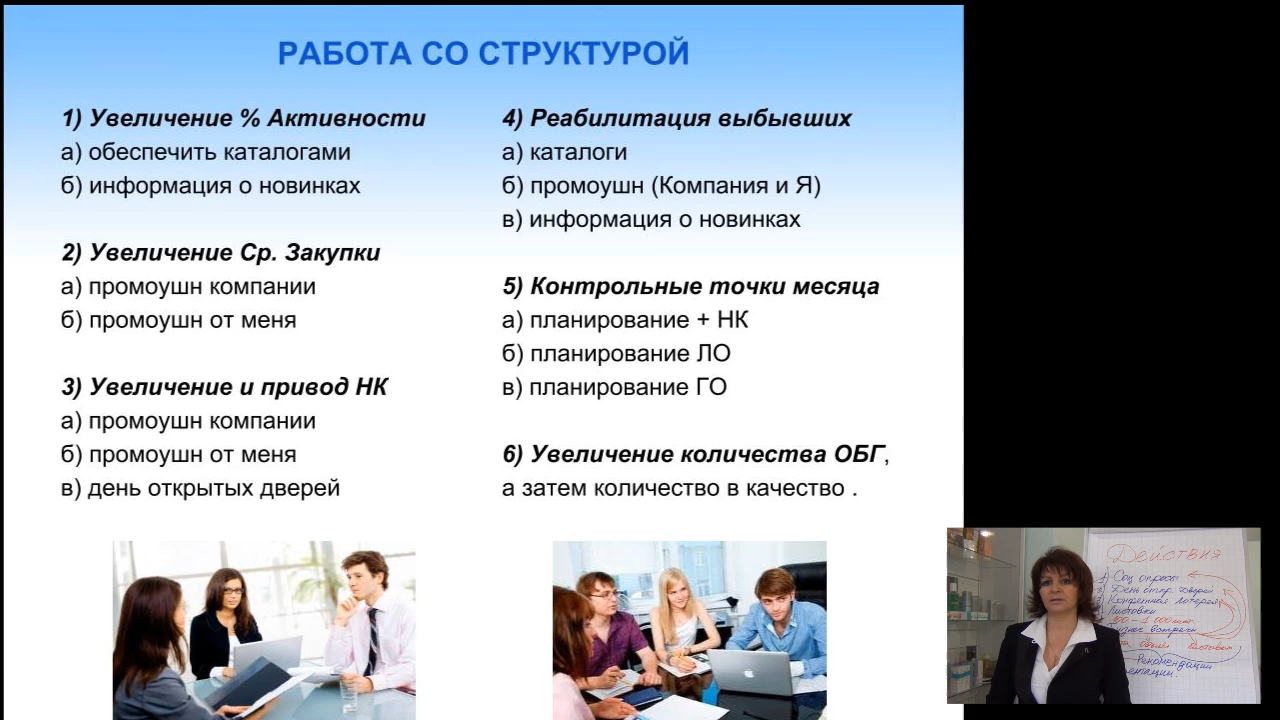 РАБОТА СО СТРУКТУРОЙ
1) Увеличение % Активности
а) обеспечить каталогами
б) информация о новинках
2) Увеличение Ср. Закупки
а) промоушн компании
б) промоушн от меня
3) Увеличение и привод НК
а) промоушн компании
б) промоушн от меня
в) день открытых дверей
4) Реабилитация выбывших
а) каталоги
б) промоушн (Компания и Я)
в) информация о новинках
5) Контрольные точки месяца
а) планирование + НК
б) планирование ЛО
в) планирование ГО
6) Увеличение количества ОБГ,
а затем количество в качество .
Действия
Листовки
встречи
Рекомендации